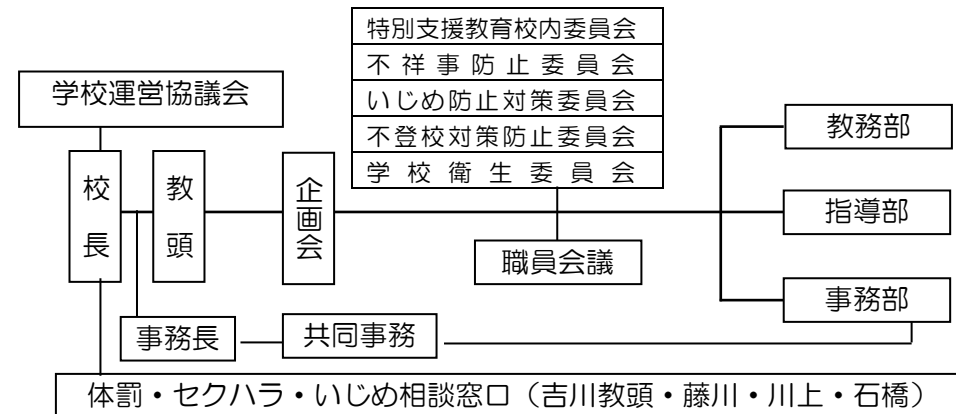 特別支援教育校内委員会
不祥事防止委員会
いじめ防止対策委員会
不登校対策防止委員会
学校衛生委員会
学校運営協議会
校長
教頭
企画会
職員会議
教務部
指導部
事務部
事務長
共同事務
体罰・セクハラ・いじめ相談窓口（吉川教頭・藤川・川上・石橋）